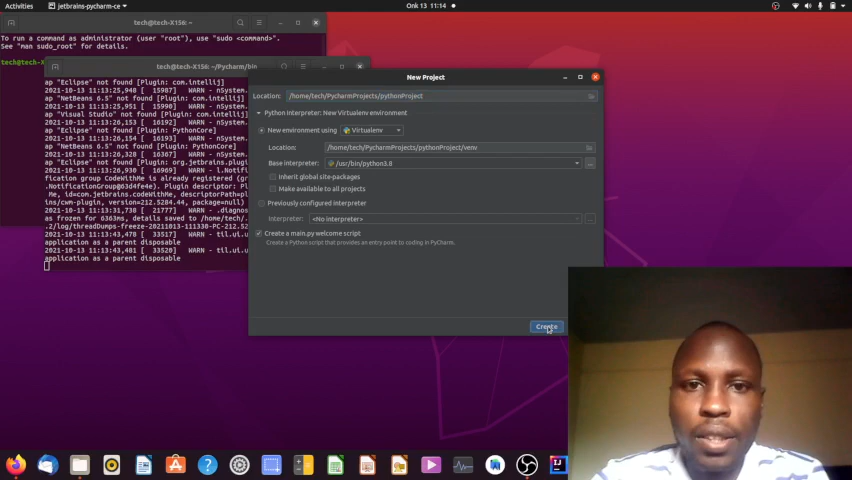 Activities
jetbrains-pycharm-ce
Onk 13 11:14
tech@tech-X156: ~
To run a command as administrator (user "root"), use "sudo <command>".
See "man sudo_root" for details.
tech@tech-X156: ~/Pycharm/bin
ap "Eclipse" not found [Plugin: com.intellij]
2021-10-13 11:13:25,940 [ 15987] WARN - nSystem.
ap "NetBeans 6.5" not found [Plugin: com.intellij]
2021-10-13 11:13:25,951 [ 15998] WARN - nSystem.
ap "Visual Studio" not found [Plugin: com.intellij]
2021-10-13 11:13:26,154 [ 16192] WARN - nSystem.
ap "Eclipse" not found [Plugin: PythonCore]
2021-10-13 11:13:26,154 [ 16193] WARN - nSystem.
ap "NetBeans 6.5" not found [Plugin: PythonCore]
2021-10-13 11:13:26,328 [ 16367] WARN - nSystem.
ap "Eclipse" not found [Plugin: org.jetbrains.plugi
2021-10-13 11:13:26,930 [ 16969] WARN - l.Notifi
cation group CodeWithMe is already registered (gr
.NotificationGroup@63d4fe4e). Plugin descriptor: Pl
Me, id=com.jetbrains.codeWithMe, descriptorPath=pl
ins/cwm-plugin, version=212.5284.44, package=null)
2021-10-13 11:13:31,738 [ 21777] WARN - .diagnos
as frozen for 6363ms, details saved to /home/tech/.
.2/log/threadDumps-freeze-20211013-111330-PC-212.52
2021-10-13 11:13:43,478 [ 33517] WARN - til.ui.u
application as a parent disposable
2021-10-13 11:13:43,481 [ 33520] WARN - til.ui.u
application as a parent disposable
New Project
Location: /home/tech/PycharmProjects/pythonProject
Python Interpreter: New Virtualenv environment
New environment using Virtualenv
Location: /home/tech/PycharmProjects/pythonProject/venv
Base interpreter: /usr/bin/python3.8
Inherit global site-packages
Make available to all projects
Previously configured interpreter
Interpreter: <No interpreter>
Create a main.py welcome script
Create a Python script that provides an entry point to coding in PyCharm.
Create